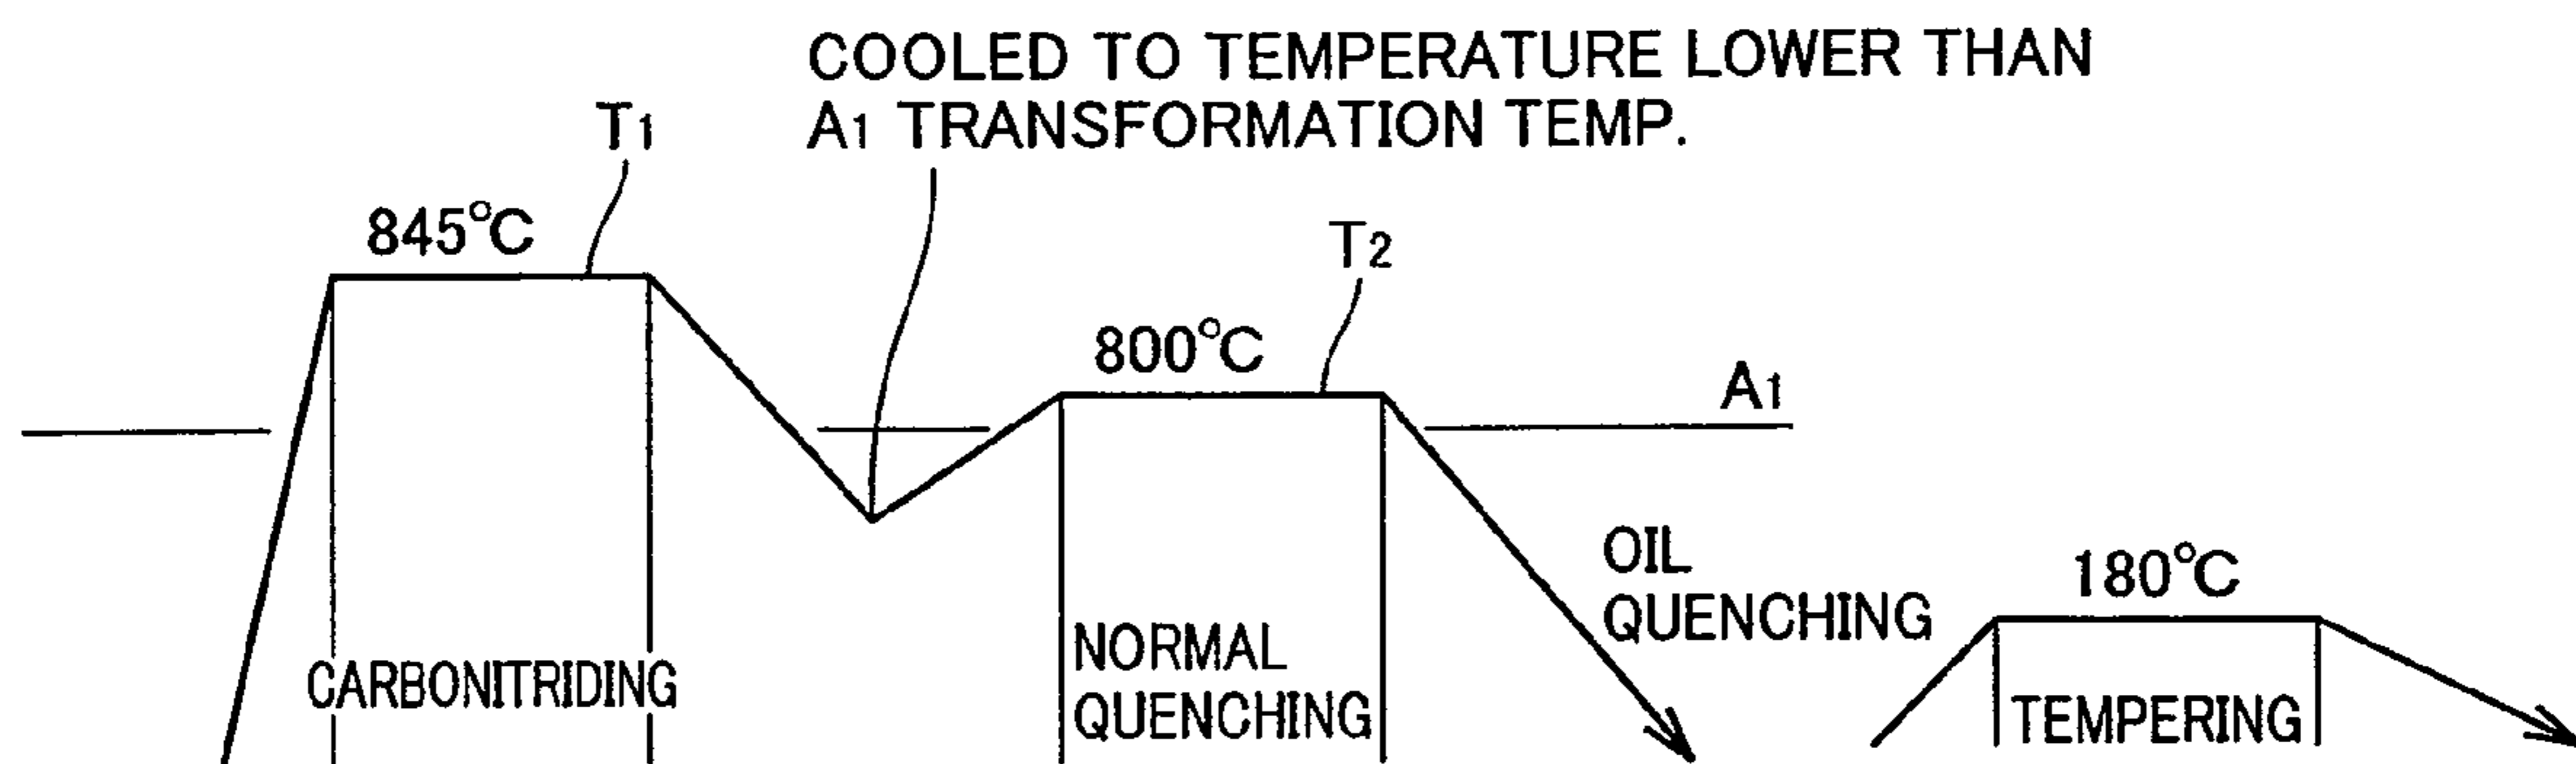 COOLED TO TEMPERATURE LOWER THAN
A1 TRANSFORMATION TEMP.
T1
845°C
T2
800°C
A1
OIL
QUENCHING
180°C
CARBONITRIDING
NORMAL
QUENCHING
TEMPERING